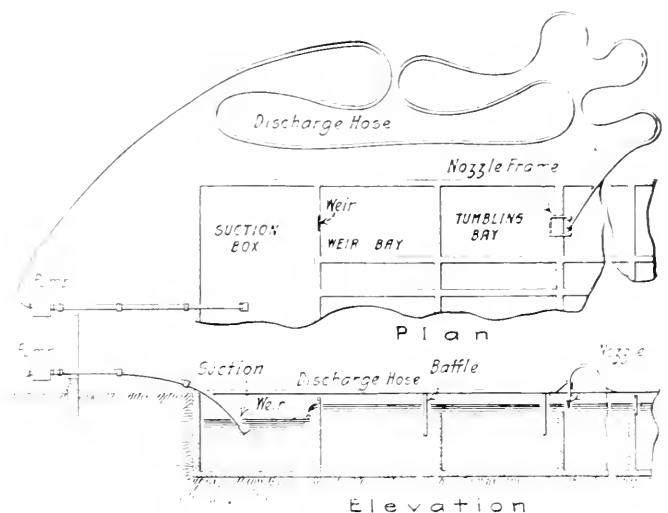 Discharge Hose
Nozzle Frame
Weir
SUCTION
BOX
WEIR BAY
TUMBLING
BAY
Pump
Plan
Pump
Suction
Discharge Hose
Baffle
Nozzle
Weir
Elevation